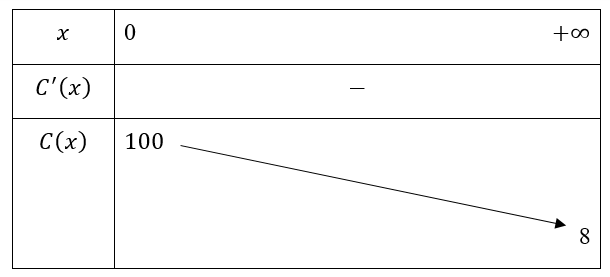 x 0 +∞
C′(x) −
C(x) 100
8